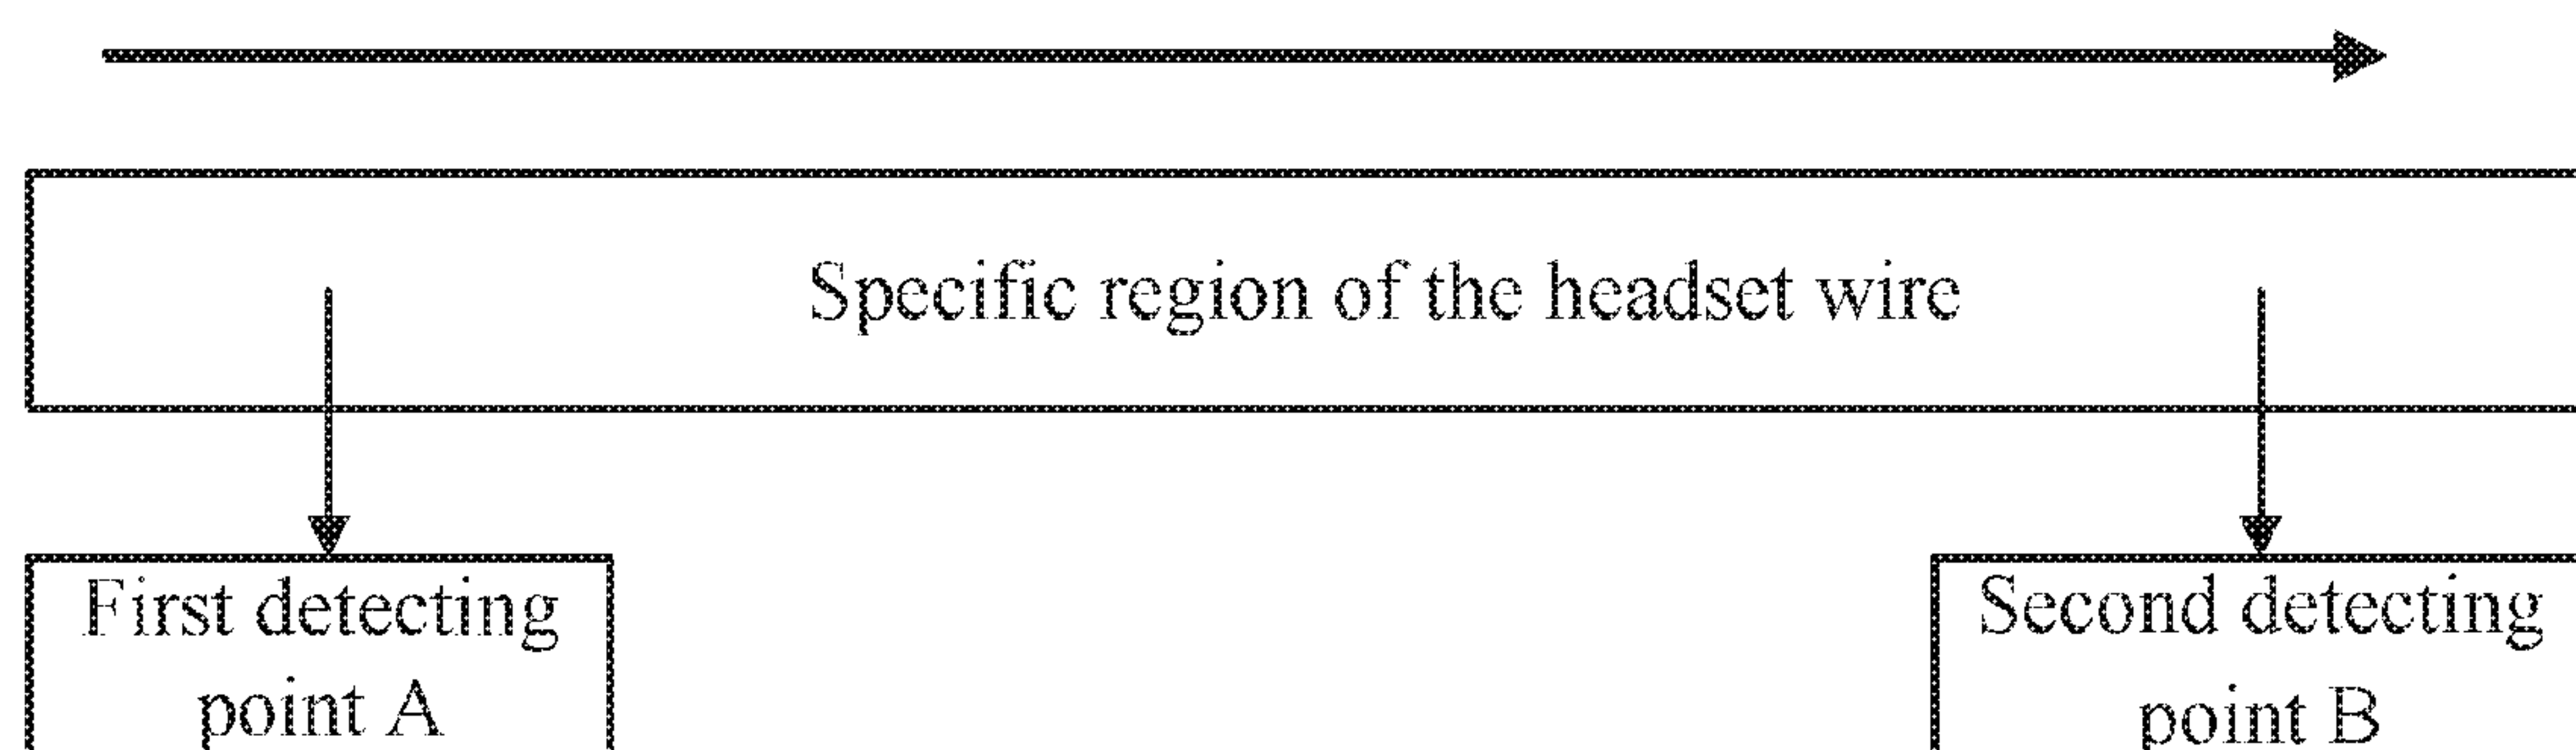 Specific region of the headset wire
First detecting
point A
Second detecting
point B